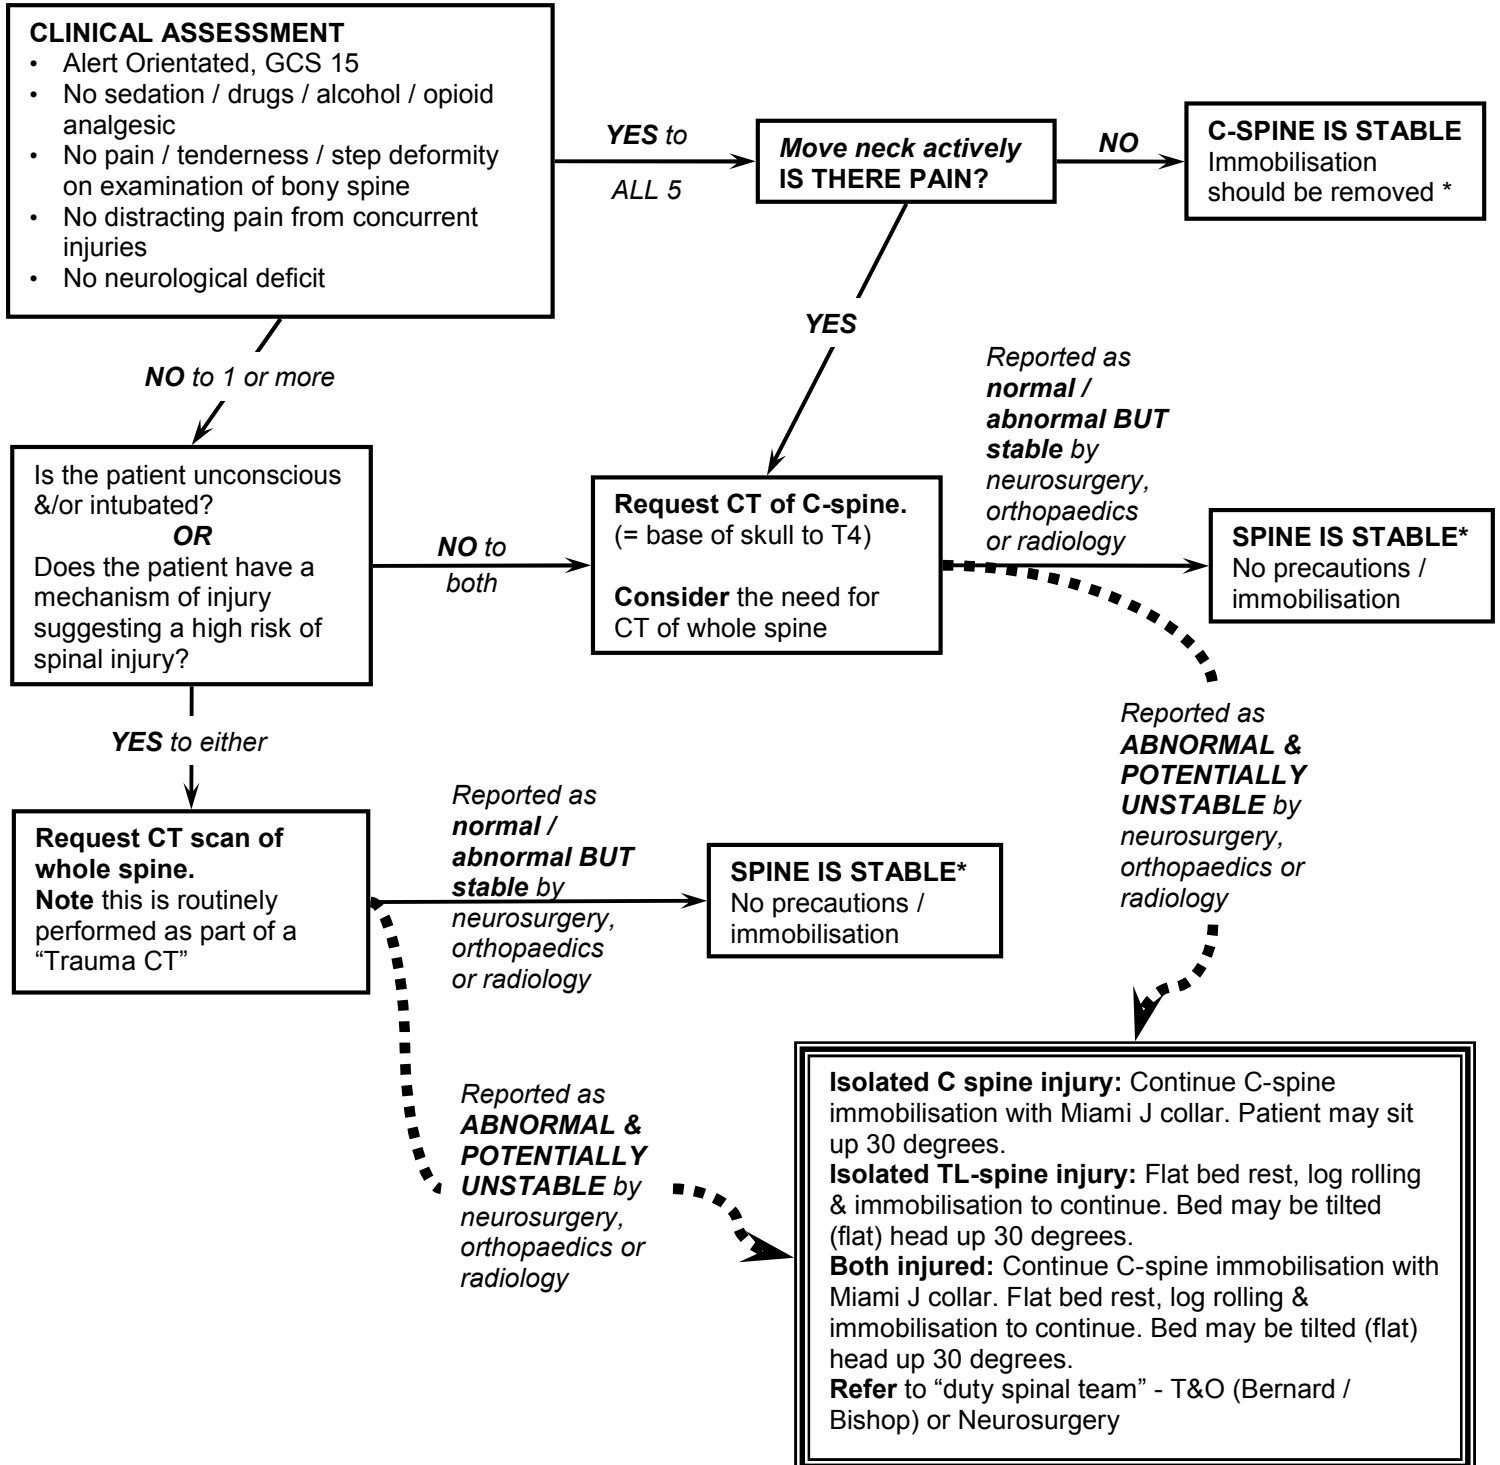 CLINICAL ASSESSMENT
• Alert Orientated, GCS 15
• No sedation / drugs / alcohol / opioid
analgesic
• No pain / tenderness / step deformity
on examination of bony spine
• No distracting pain from concurrent
injuries
• No neurological deficit
YES to
ALL 5
Move neck actively
IS THERE PAIN?
NO
C-SPINE IS STABLE
Immobilisation
should be removed *
YES
NO to 1 or more
Is the patient unconscious
&/or intubated?
OR
Does the patient have a
mechanism of injury
suggesting a high risk of
spinal injury?
NO to
both
Request CT of C-spine.
(= base of skull to T4)
Consider the need for
CT of whole spine
Reported as
normal /
abnormal BUT
stable by
neurosurgery,
orthopaedics
or radiology
SPINE IS STABLE*
No precautions /
immobilisation
Reported as
ABNORMAL &
POTENTIALLY
UNSTABLE by
neurosurgery,
orthopaedics or
radiology
YES to either
Request CT scan of
whole spine.
Note this is routinely
performed as part of a
“Trauma CT”
Reported as
normal /
abnormal BUT
stable by
neurosurgery,
orthopaedics
or radiology
SPINE IS STABLE*
No precautions /
immobilisation
Reported as
ABNORMAL &
POTENTIALLY
UNSTABLE by
neurosurgery,
orthopaedics or
radiology
Isolated C spine injury: Continue C-spine
immobilisation with Miami J collar. Patient may sit
up 30 degrees.
Isolated TL-spine injury: Flat bed rest, log rolling
& immobilisation to continue. Bed may be tilted
(flat) head up 30 degrees.
Both injured: Continue C-spine immobilisation with
Miami J collar. Flat bed rest, log rolling &
immobilisation to continue. Bed may be tilted (flat)
head up 30 degrees.
Refer to “duty spinal team” - T&O (Bernard /
Bishop) or Neurosurgery